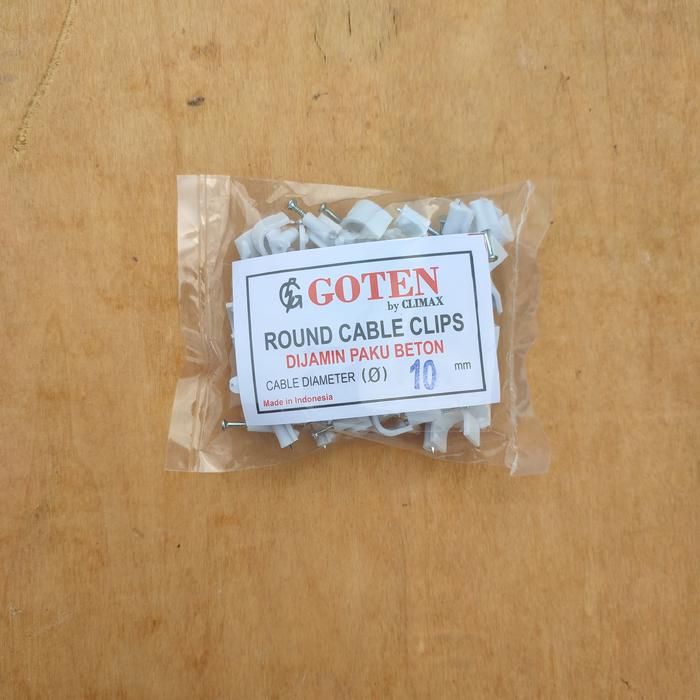 GOTEN
by CLIMAX
ROUND CABLE CLIPS
DIJAMIN PAKU BETON
CABLE DIAMETER (Ø) 10 mm
Made in Indonesia